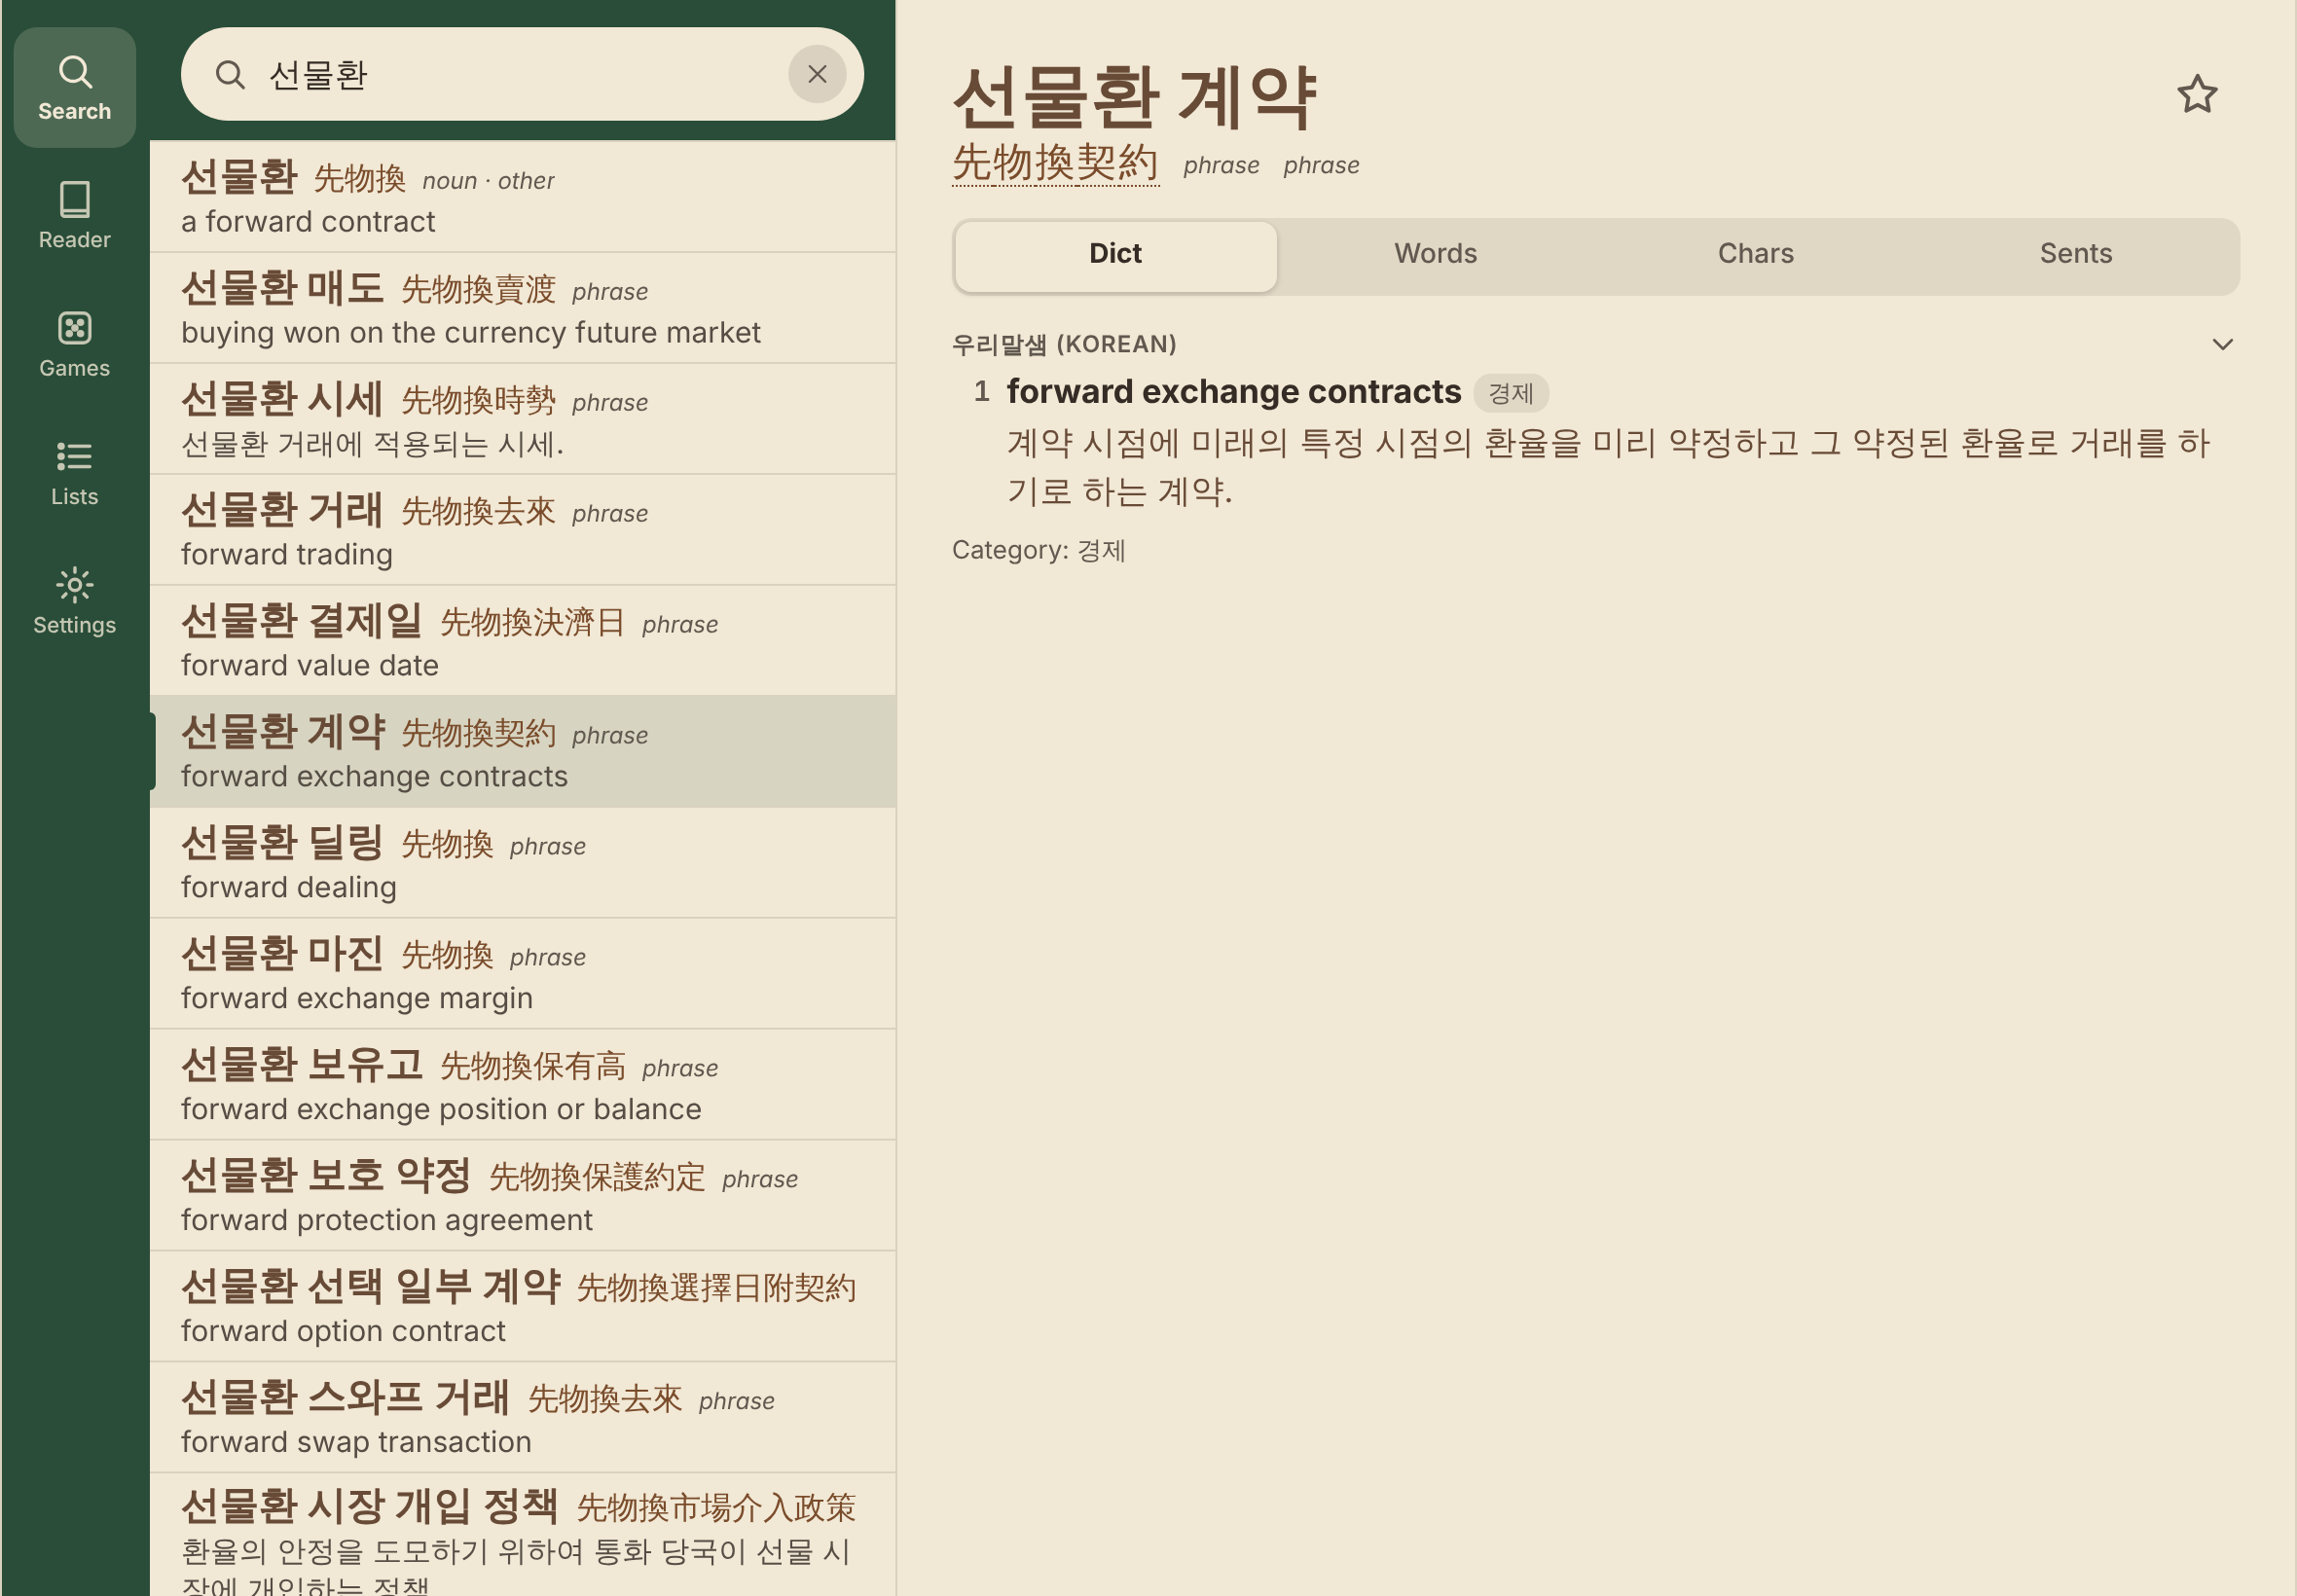 Search
Reader
Games
Lists
Settings
선물환
선물환 先物換 noun · other
a forward contract
선물환 매도 先物換賣渡 phrase
buying won on the currency future market
선물환 시세 先物換時勢 phrase
선물환 거래에 적용되는 시세.
선물환 거래 先物換去來 phrase
forward trading
선물환 결제일 先物換決濟日 phrase
forward value date
선물환 계약 先物換契約 phrase
forward exchange contracts
선물환 딜링 先物換 phrase
forward dealing
선물환 마진 先物換 phrase
forward exchange margin
선물환 보유고 先物換保有高 phrase
forward exchange position or balance
선물환 보호 약정 先物換保護約定 phrase
forward protection agreement
선물환 선택 일부 계약 先物換選擇日附契約
forward option contract
선물환 스와프 거래 先物換去來 phrase
forward swap transaction
선물환 시장 개입 정책 先物換市場介入政策
환율의 안정을 도모하기 위하여 통화 당국이 선물 시
장에 개입하는 정책
선물환 계약
先物換契約 phrase phrase
Dict Words Chars Sents
우리말샘 (KOREAN)
1 forward exchange contracts 경제
계약 시점에 미래의 특정 시점의 환율을 미리 약정하고 그 약정된 환율로 거래를 하
기로 하는 계약.
Category: 경제